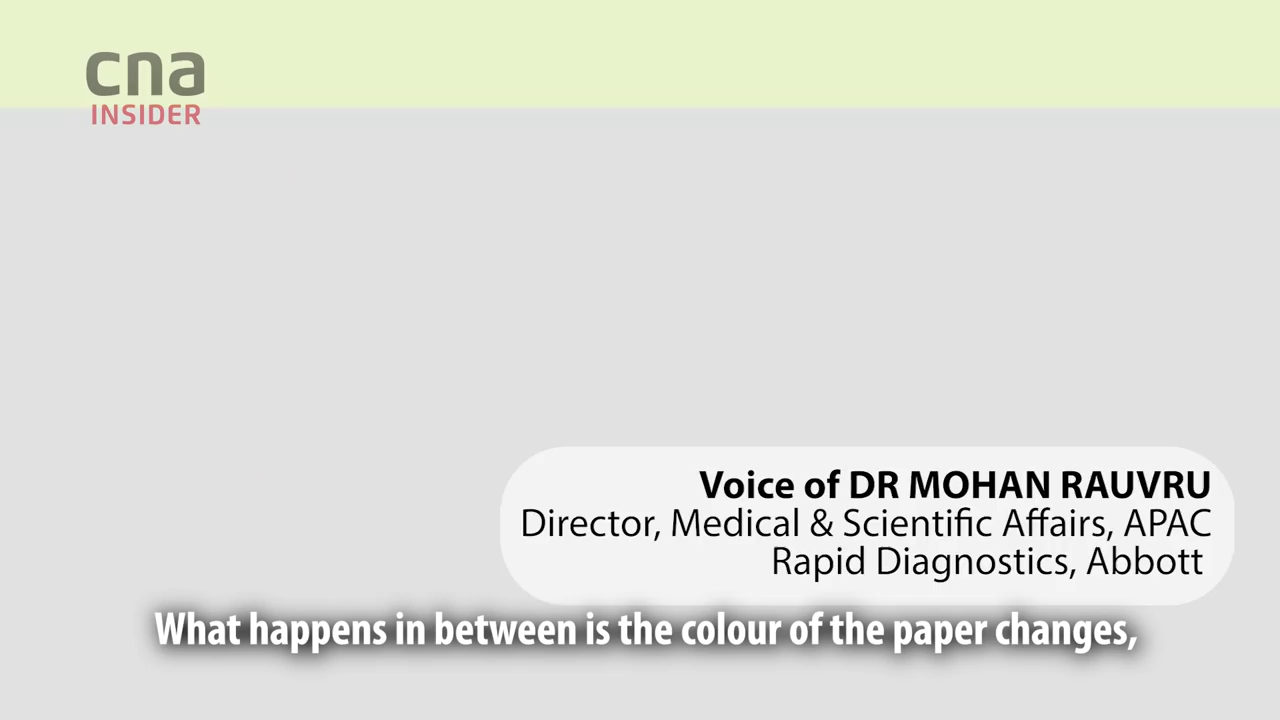 cna
INSIDER
Voice of DR MOHAN RAUVRU
Director, Medical & Scientific Affairs, APAC
Rapid Diagnostics, Abbott
What happens in between is the colour of the paper changes,